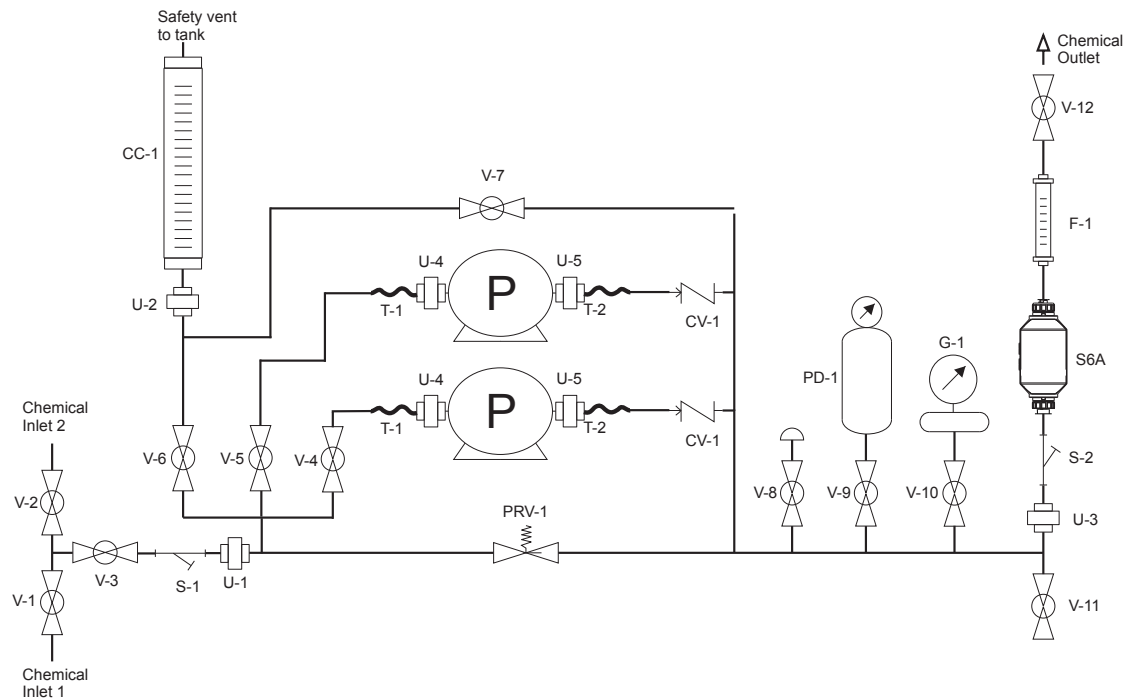 Safety vent
to tank
Chemical
Outlet
V-12
CC-1
V-7
F-1
U-4
U-5
U-2
T-1
P
T-2
CV-1
G-1
S6A
PD-1
U-4
U-5
Chemical
Inlet 2
T-1
P
T-2
CV-1
V-6
V-5
V-4
S-2
V-2
V-8
V-9
V-10
PRV-1
U-3
V-3
S-1
U-1
V-1
V-11
Chemical
Inlet 1